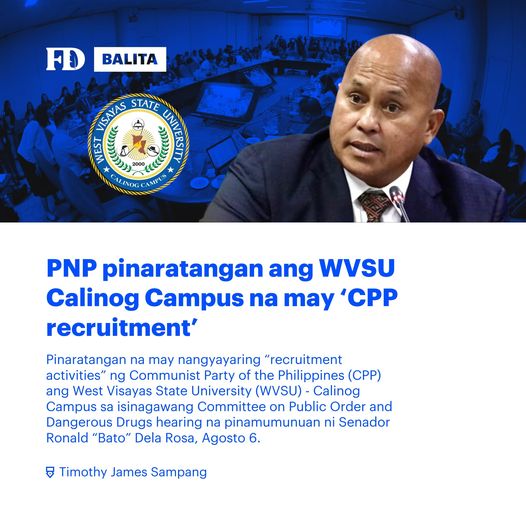 FD BALITA
WEST VISAYAS STATE UNIVERSITY
2000
CALINOG CAMPUS
PNP pinaratangan ang WVSU
Calinog Campus na may ‘CPP
recruitment’
Pinaratangan na may nangyayaring “recruitment
activities” ng Communist Party of the Philippines (CPP)
ang West Visayas State University (WVSU) - Calinog
Campus sa isinagawang Committee on Public Order and
Dangerous Drugs hearing na pinamumunuan ni Senador
Ronald “Bato” Dela Rosa, Agosto 6.
Timothy James Sampang